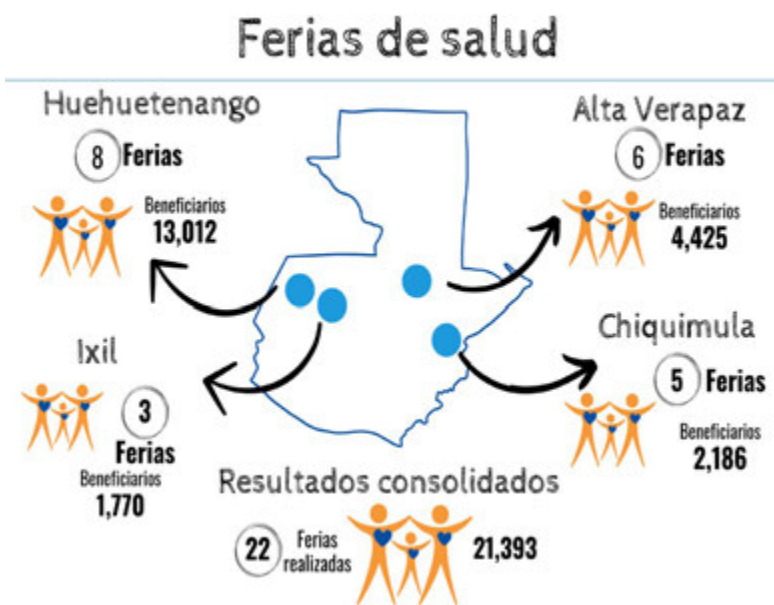 Ferias de salud
Huehuetenango
8 Ferias
Beneficiarios
13,012
Alta Verapaz
6 Ferias
Beneficiarios
4,425
Ixil
3
Ferias
Beneficiarios
1,770
Chiquimula
5 Ferias
Beneficiarios
2,186
Resultados consolidados
22 Ferias
realizadas
21,393